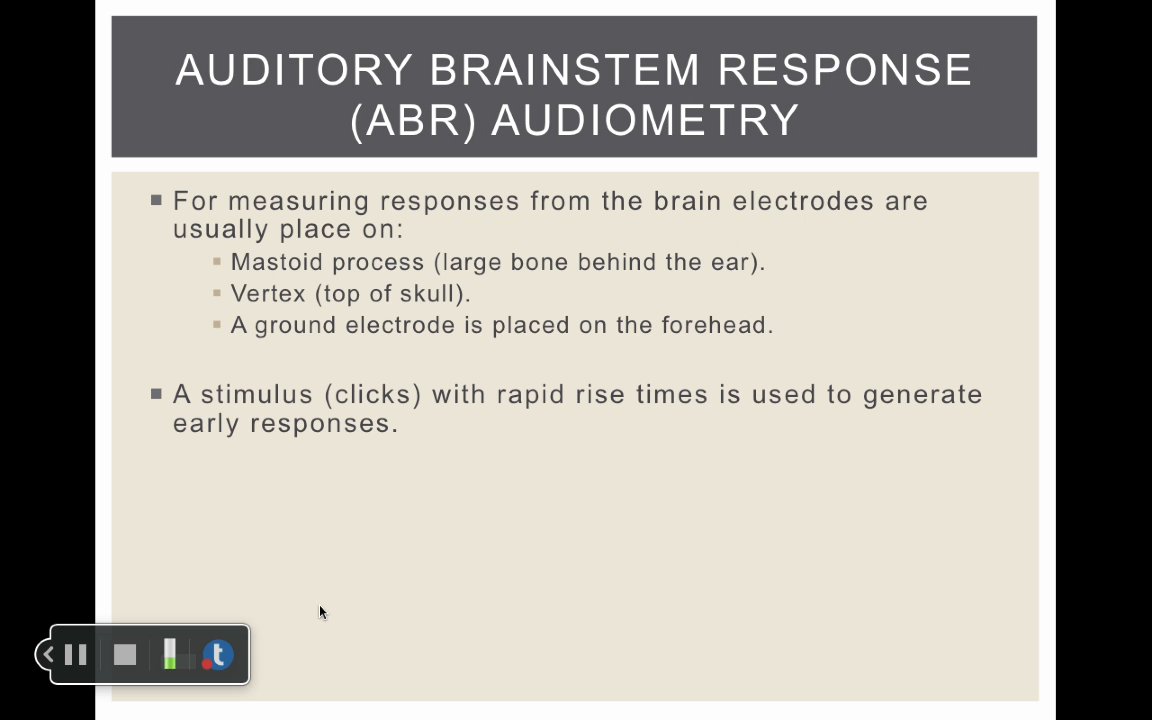 AUDITORY BRAINSTEM RESPONSE
(ABR) AUDIOMETRY
For measuring responses from the brain electrodes are
usually place on:
Mastoid process (large bone behind the ear).
Vertex (top of skull).
A ground electrode is placed on the forehead.
A stimulus (clicks) with rapid rise times is used to generate
early responses.
t